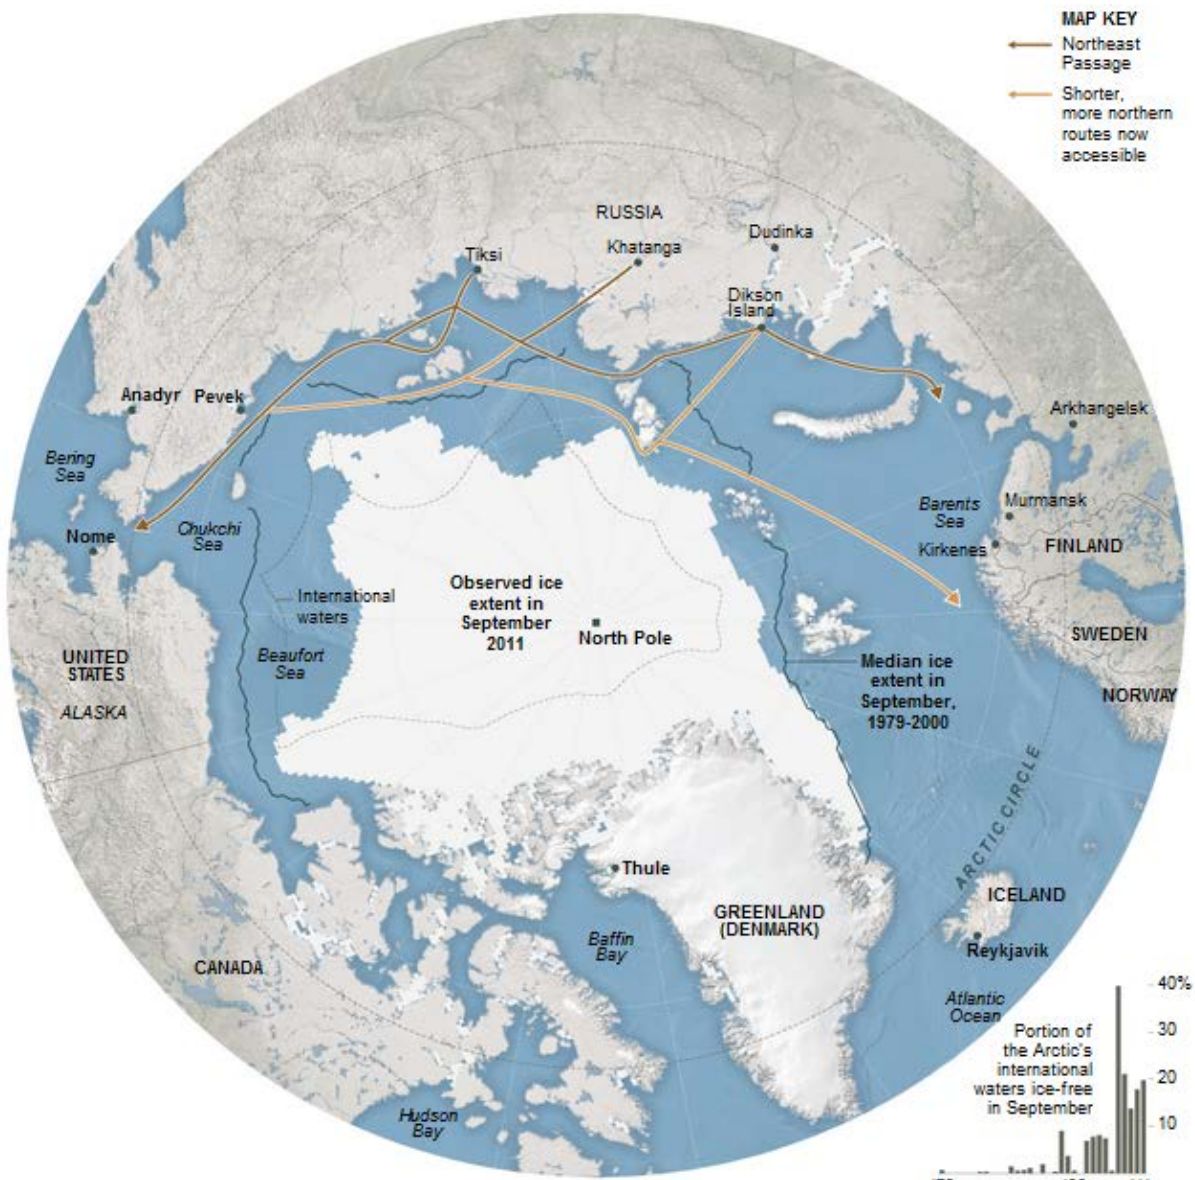 MAP KEY
Northeast
Passage
Shorter,
more northern
routes now
accessible
RUSSIA
Dudinka
Khatanga
Tiksi
Dikson
Island
Anadyr
Pevek
Arkhangelsk
Bering
Sea
Barents
Sea
Murmansk
Chukchi
Sea
Nome
Kirkenes
FINLAND
Observed ice
extent in
September
2011
International
waters
North Pole
SWEDEN
Beaufort
Sea
UNITED
STATES
Median ice
extent in
September,
1979-2000
NORWAY
ALASKA
ARCTIC CIRCLE
Thule
ICELAND
GREENLAND
(DENMARK)
Baffin
Bay
Reykjavik
CANADA
Atlantic
Ocean
40%
30
20
10
Portion of
the Arctic's
international
waters ice-free
in September
Hudson
Bay